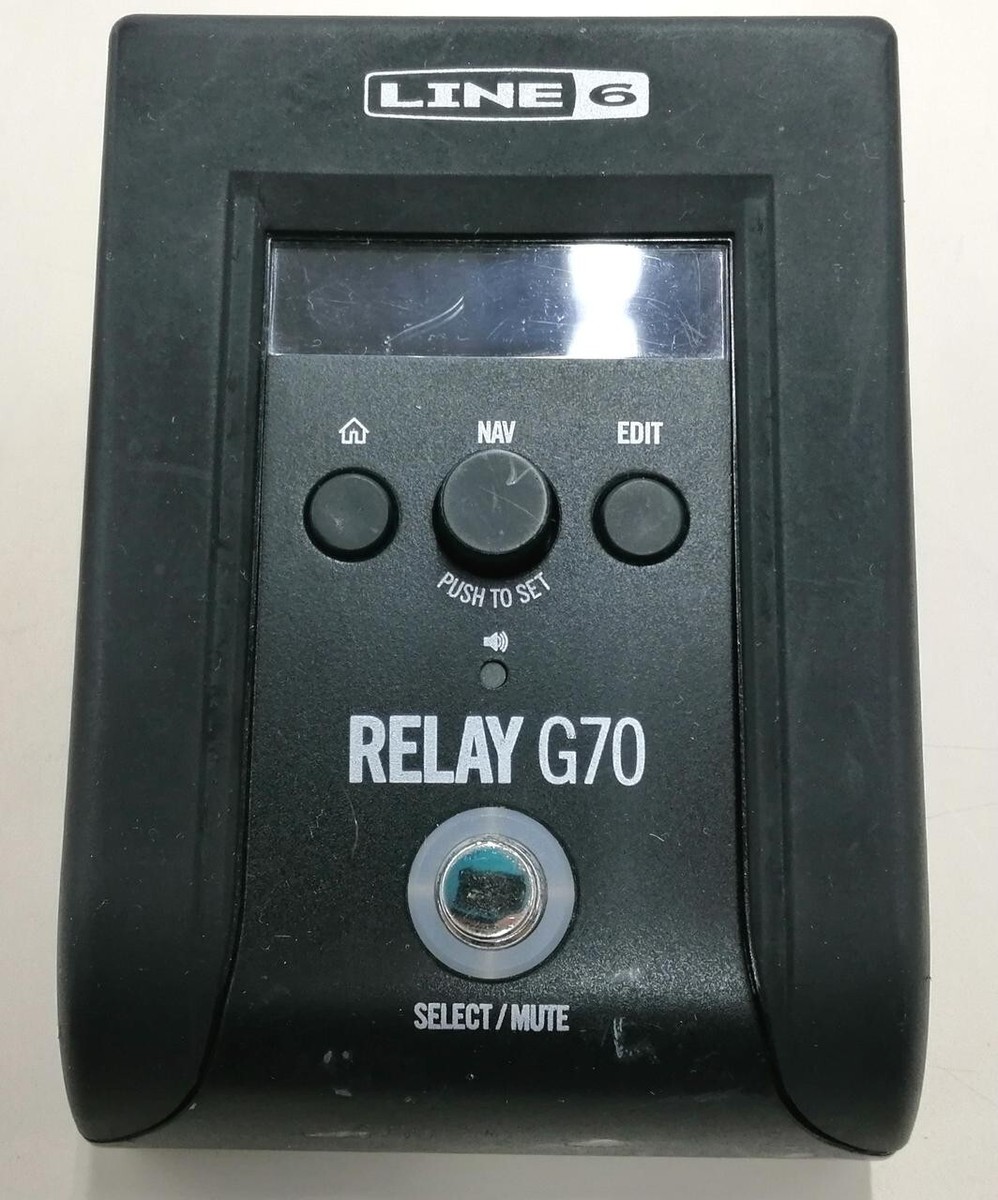 LINE 6
NAV
EDIT
PUSH TO SET
RELAY G70
SELECT/MUTE